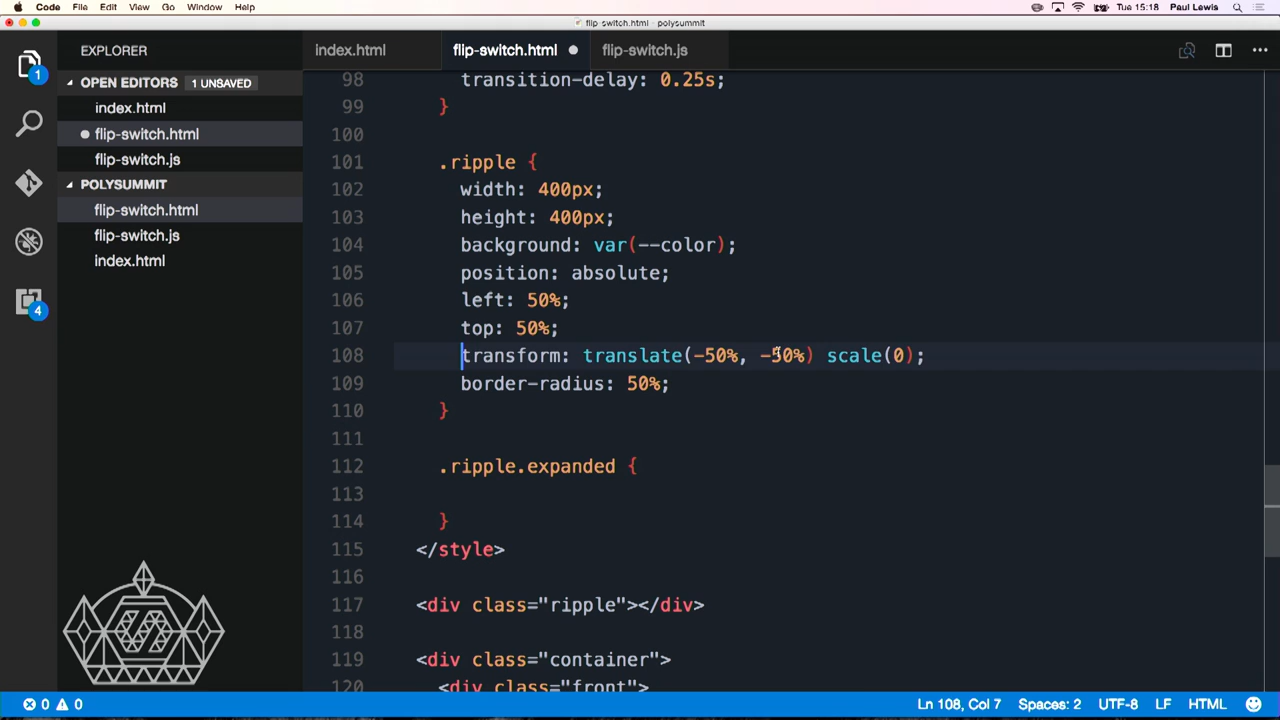 Code File Edit View Go Window Help
Tue 15:18 Paul Lewis
flip-switch.html — polysummit
EXPLORER
OPEN EDITORS 1 UNSAVED
index.html
flip-switch.html
flip-switch.js
POLYSUMMIT
flip-switch.html
flip-switch.js
index.html
1
4
index.html flip-switch.html flip-switch.js
98 transition-delay: 0.25s;
99 }
100
101 .ripple {
102 width: 400px;
103 height: 400px;
104 background: var(--color);
105 position: absolute;
106 left: 50%;
107 top: 50%;
108 transform: translate(-50%, -50%) scale(0);
109 border-radius: 50%;
110 }
111
112 .ripple.expanded {
113
114 }
115 </style>
116
117 <div class="ripple"></div>
118
119 <div class="container">
120 <div class="front">
0 0 Ln 108, Col 7 Spaces: 2 UTF-8 LF HTML